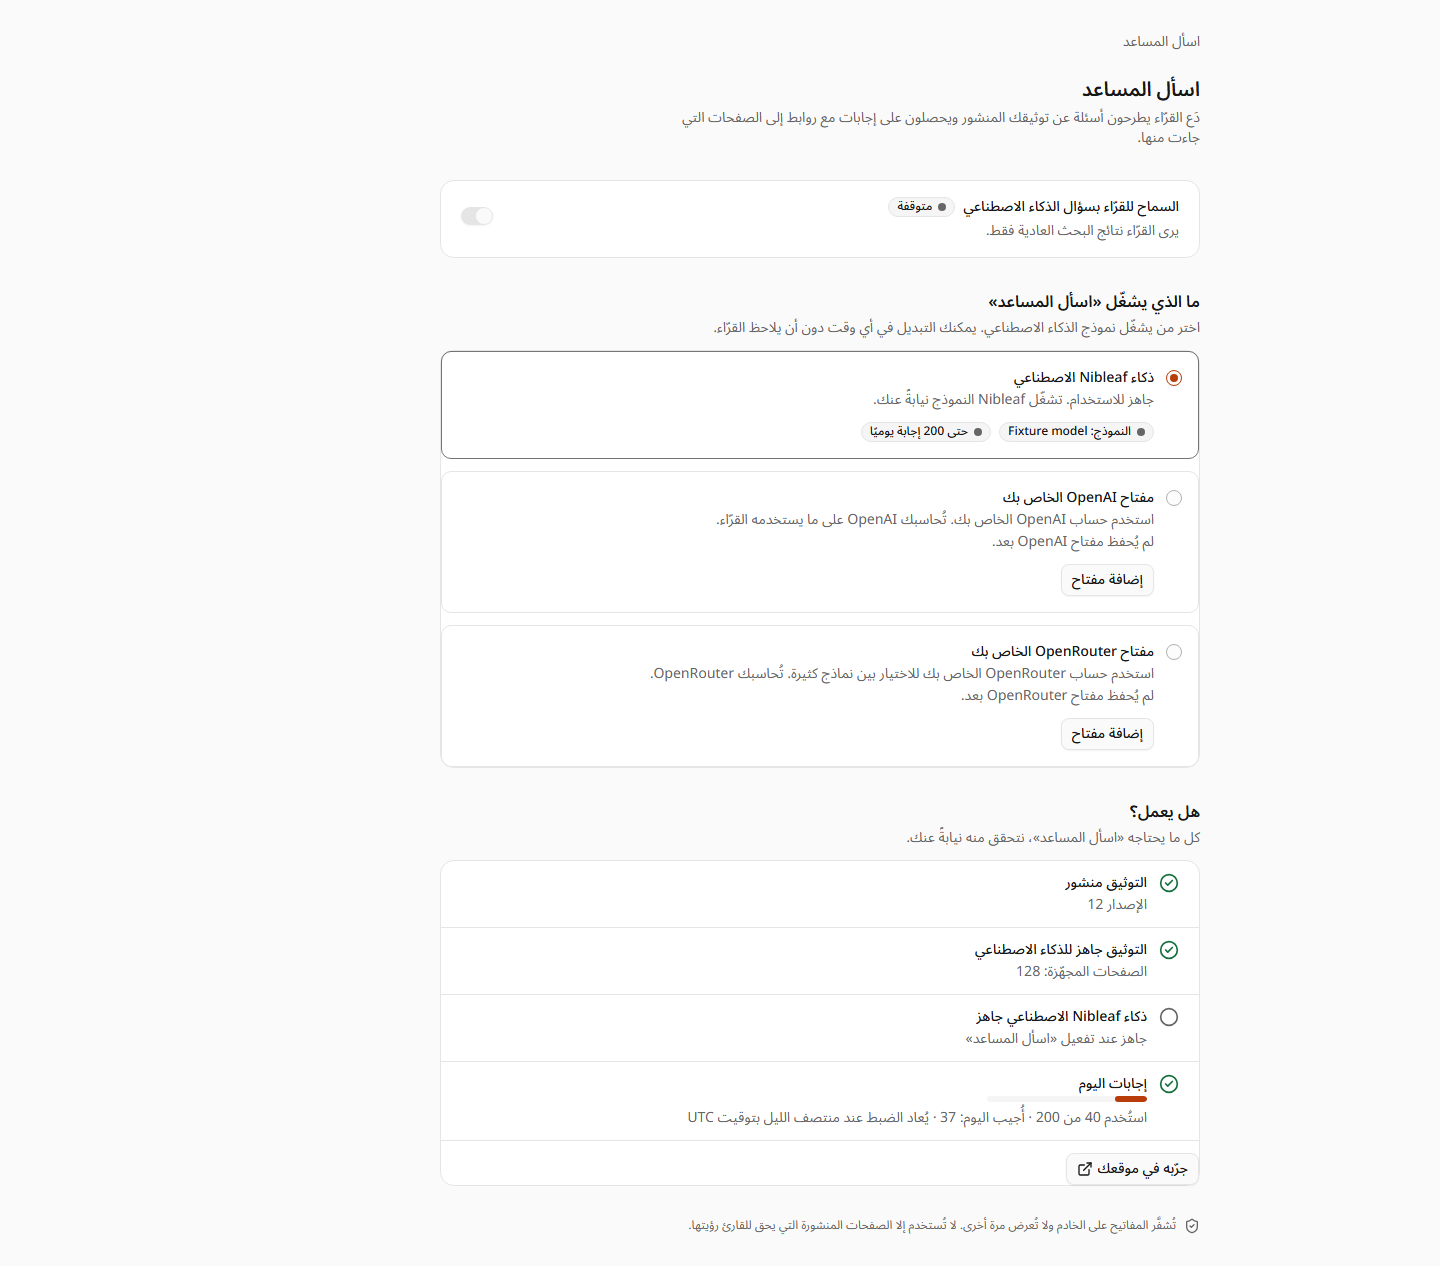 اسأل المساعد
اسأل المساعد
دَع القرّاء يطرحون أسئلة عن توثيقك المنشور ويحصلون على إجابات مع روابط إلى الصفحات التي
جاءت منها.
السماح للقرّاء بسؤال الذكاء الاصطناعي متوقفة
يرى القرّاء نتائج البحث العادية فقط.
ما الذي يشغّل «اسأل المساعد»
اختر من يشغّل نموذج الذكاء الاصطناعي. يمكنك التبديل في أي وقت دون أن يلاحظ القرّاء.
ذكاء Nibleaf الاصطناعي
جاهز للاستخدام. تشغّل Nibleaf النموذج نيابةً عنك.
النموذج: Fixture model حتى 200 إجابة يوميًا
مفتاح OpenAI الخاص بك
استخدم حساب OpenAI الخاص بك. تُحاسبك OpenAI على ما يستخدمه القرّاء.
لم يُحفظ مفتاح OpenAI بعد.
إضافة مفتاح
مفتاح OpenRouter الخاص بك
استخدم حساب OpenRouter الخاص بك للاختيار بين نماذج كثيرة. تُحاسبك OpenRouter.
لم يُحفظ مفتاح OpenRouter بعد.
إضافة مفتاح
هل يعمل؟
كل ما يحتاجه «اسأل المساعد»، نتحقق منه نيابةً عنك.
التوثيق منشور
الإصدار 12
التوثيق جاهز للذكاء الاصطناعي
الصفحات المجهّزة: 128
ذكاء Nibleaf الاصطناعي جاهز
جاهز عند تفعيل «اسأل المساعد»
إجابات اليوم
استُخدم 40 من 200 · أُجيب اليوم: 37 · يُعاد الضبط عند منتصف الليل بتوقيت UTC
جرّبه في موقعك
تُشفَّر المفاتيح على الخادم ولا تُعرض مرة أخرى. لا تُستخدم إلا الصفحات المنشورة التي يحق للقارئ رؤيتها.